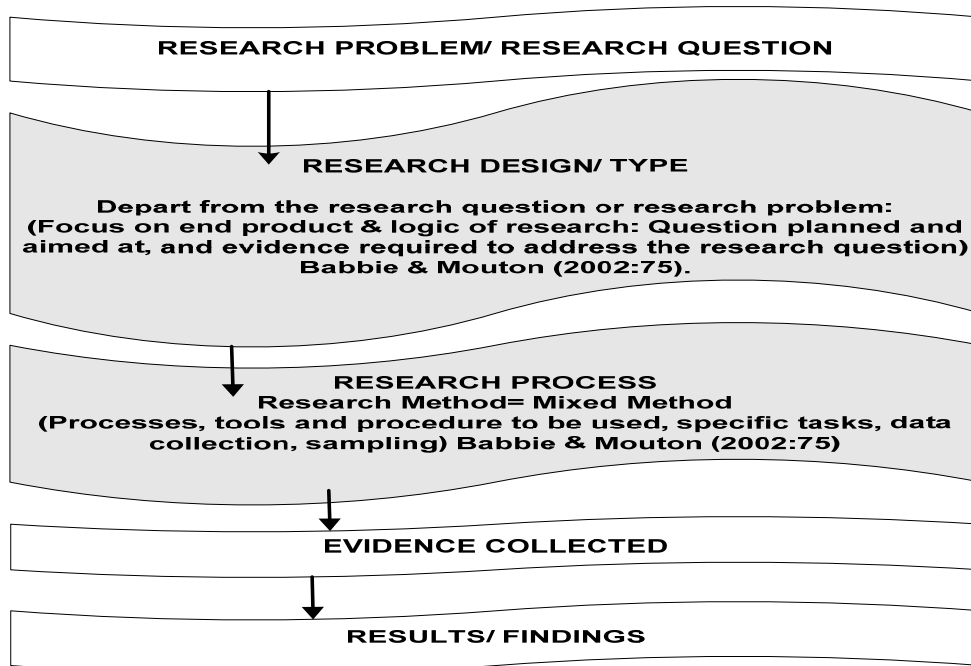 RESEARCH PROBLEM/ RESEARCH QUESTION
RESEARCH DESIGN/ TYPE
Depart from the research question or research problem:
(Focus on end product & logic of research: Question planned and
aimed at, and evidence required to address the research question)
Babbie & Mouton (2002:75).
RESEARCH PROCESS
Research Method= Mixed Method
(Processes, tools and procedure to be used, specific tasks, data
collection, sampling) Babbie & Mouton (2002:75)
EVIDENCE COLLECTED
RESULTS/ FINDINGS